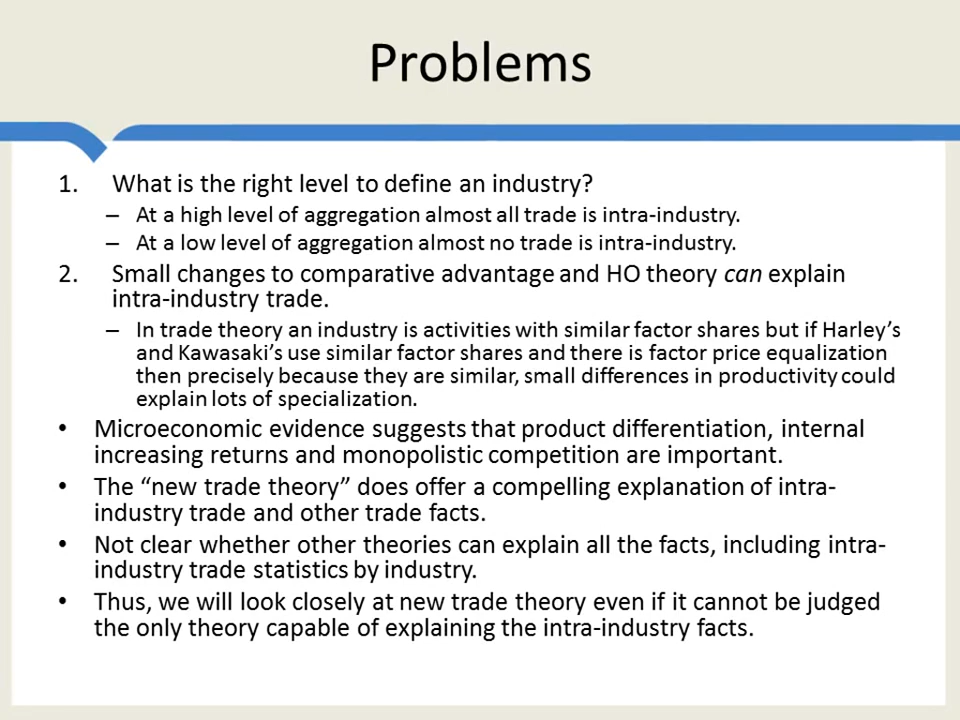 Problems
1. What is the right level to define an industry?
– At a high level of aggregation almost all trade is intra-industry.
– At a low level of aggregation almost no trade is intra-industry.
2. Small changes to comparative advantage and HO theory can explain
intra-industry trade.
– In trade theory an industry is activities with similar factor shares but if Harley’s
and Kawasaki’s use similar factor shares and there is factor price equalization
then precisely because they are similar, small differences in productivity could
explain lots of specialization.
• Microeconomic evidence suggests that product differentiation, internal
increasing returns and monopolistic competition are important.
• The “new trade theory” does offer a compelling explanation of intra-
industry trade and other trade facts.
• Not clear whether other theories can explain all the facts, including intra-
industry trade statistics by industry.
• Thus, we will look closely at new trade theory even if it cannot be judged
the only theory capable of explaining the intra-industry facts.